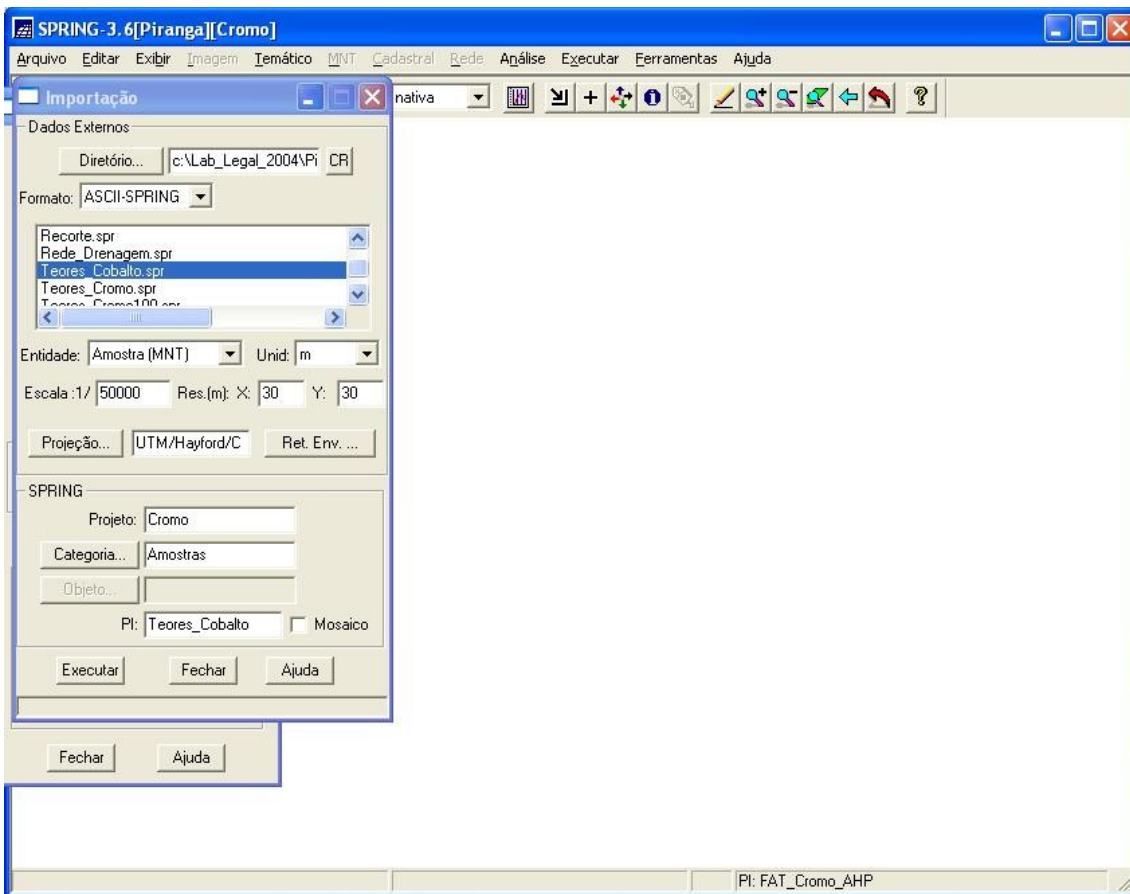 SPRING-3.6[Piranga][Cromo]
Arquivo Editar Exibir Imagem Temático MNT Cadastral Rede Análise Executar Ferramentas Ajuda
Importação
nativa
Dados Externos
Diretório... c:\Lab_Legal_2004\Pi CR
Formato: ASCII-SPRING
Recorte.spr
Rede_Drenagem.spr
Teores_Cobalto.spr
Teores_Cromo.spr
Teores_Cromo100.spr
Entidade: Amostra (MNT) Unid: m
Escala :1/ 50000 Res.(m): X: 30 Y: 30
Projeção... UTM/Hayford/C Ret. Env. ...
SPRING
Projeto: Cromo
Categoria... Amostras
Objeto...
PI: Teores_Cobalto Mosaico
Executar Fechar Ajuda
Fechar Ajuda
PI: FAT_Cromo_AHP